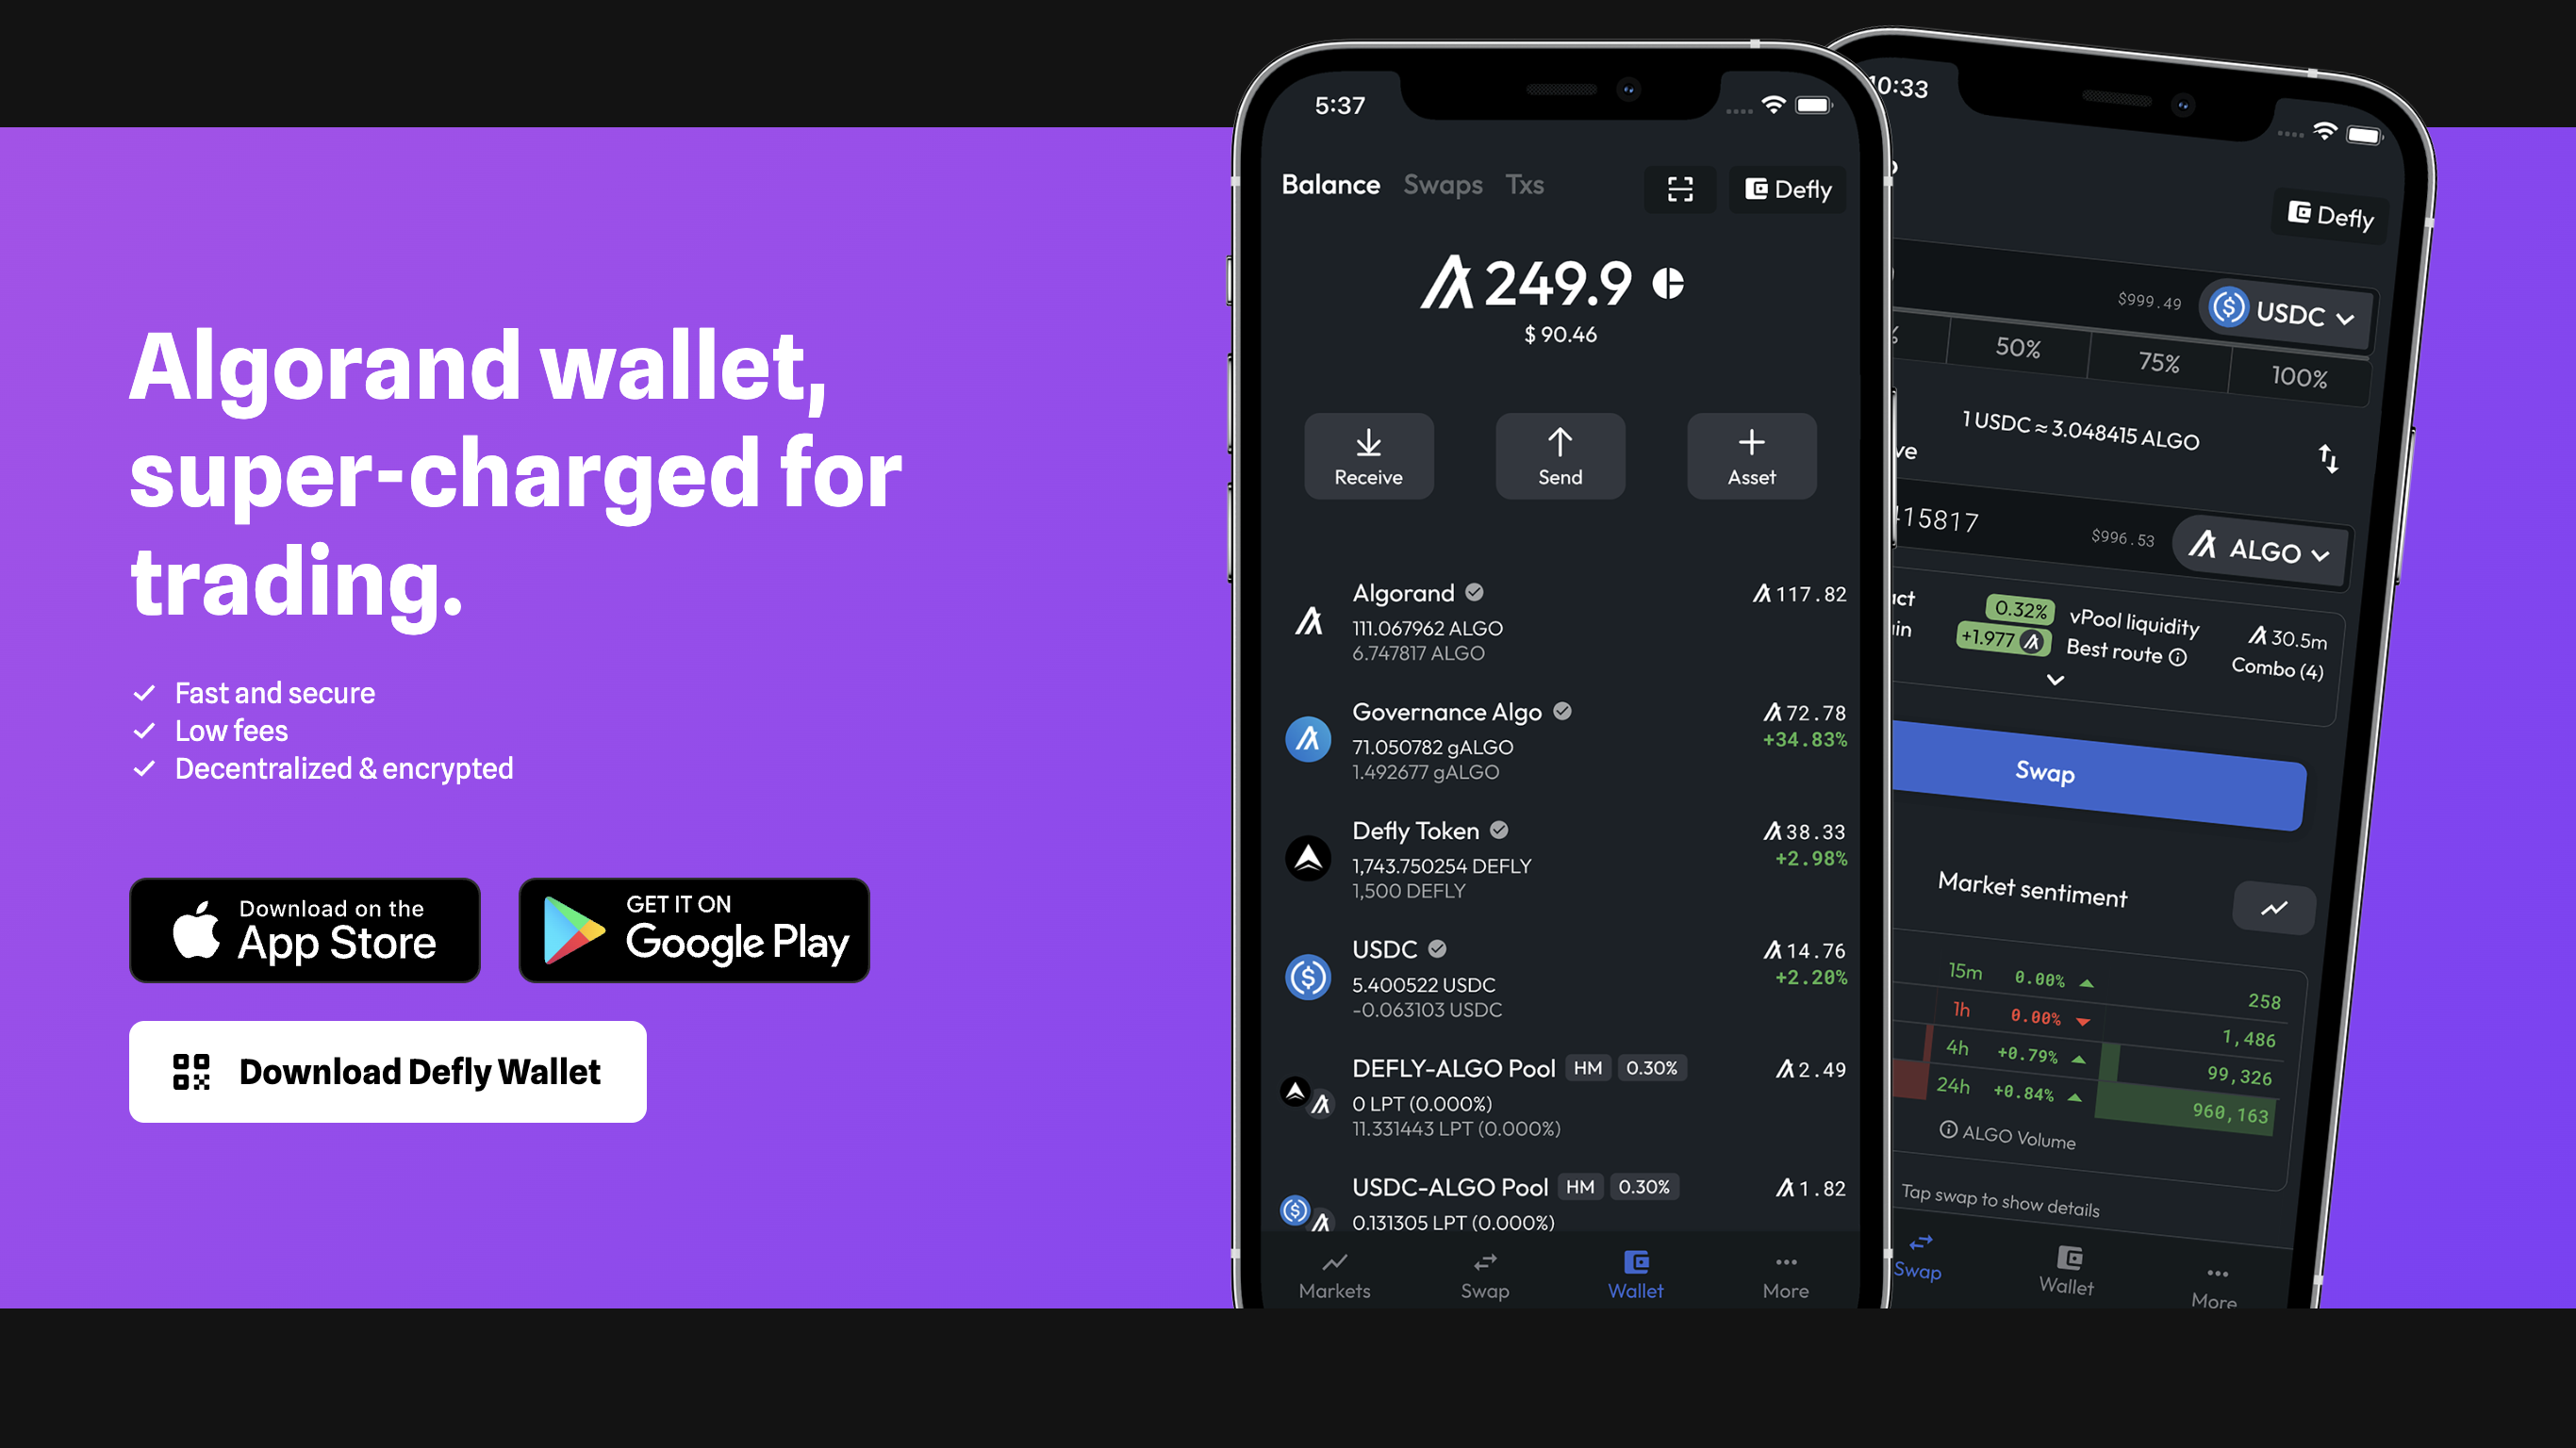 Algorand wallet,
super-charged for
trading.
Fast and secure
Low fees
Decentralized & encrypted
Download on the
App Store
GET IT ON
Google Play
Download Defly Wallet
5:37
Balance Swaps Txs Defly
249.9
$ 90.46
Receive Send Asset
Algorand 117.82
111.067962 ALGO
6.747817 ALGO
Governance Algo 72.78
71.050782 gALGO +34.83%
1.492677 gALGO
Defly Token 38.33
1,743.750254 DEFLY +2.98%
1,500 DEFLY
USDC 14.76
5.400522 USDC +2.20%
-0.063103 USDC
DEFLY-ALGO Pool HM 0.30% 2.49
0 LPT (0.000%)
11.331443 LPT (0.000%)
USDC-ALGO Pool HM 0.30% 1.82
0.131305 LPT (0.000%)
Markets Swap Wallet More
10:33
Defly
$999.49 USDC
50% 75% 100%
1 USDC ≈ 3.048415 ALGO
415817 $996.53 ALGO
0.32% vPool liquidity 30.5m
+1.977 Best route Combo (4)
Swap
Market sentiment
15m 0.00% 258
1h 0.00% 1,486
4h +0.79% 99,326
24h +0.84% 960,163
ALGO Volume
Tap swap to show details
Swap Wallet More